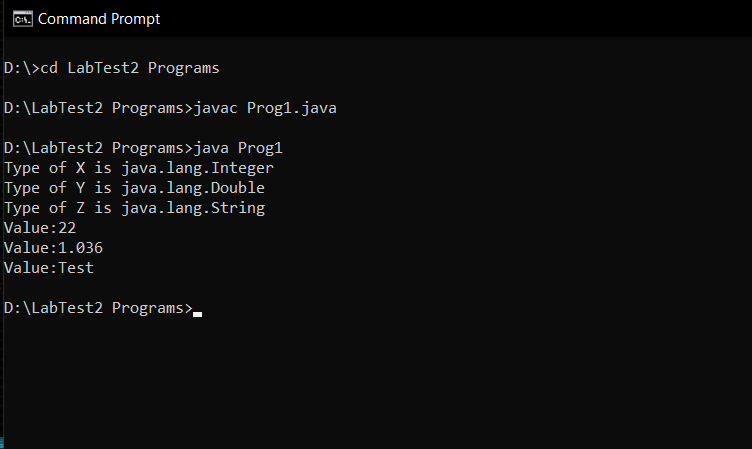 Command Prompt
D:\>cd LabTest2 Programs
D:\LabTest2 Programs>javac Prog1.java
D:\LabTest2 Programs>java Prog1
Type of X is java.lang.Integer
Type of Y is java.lang.Double
Type of Z is java.lang.String
Value:22
Value:1.036
Value:Test
D:\LabTest2 Programs>